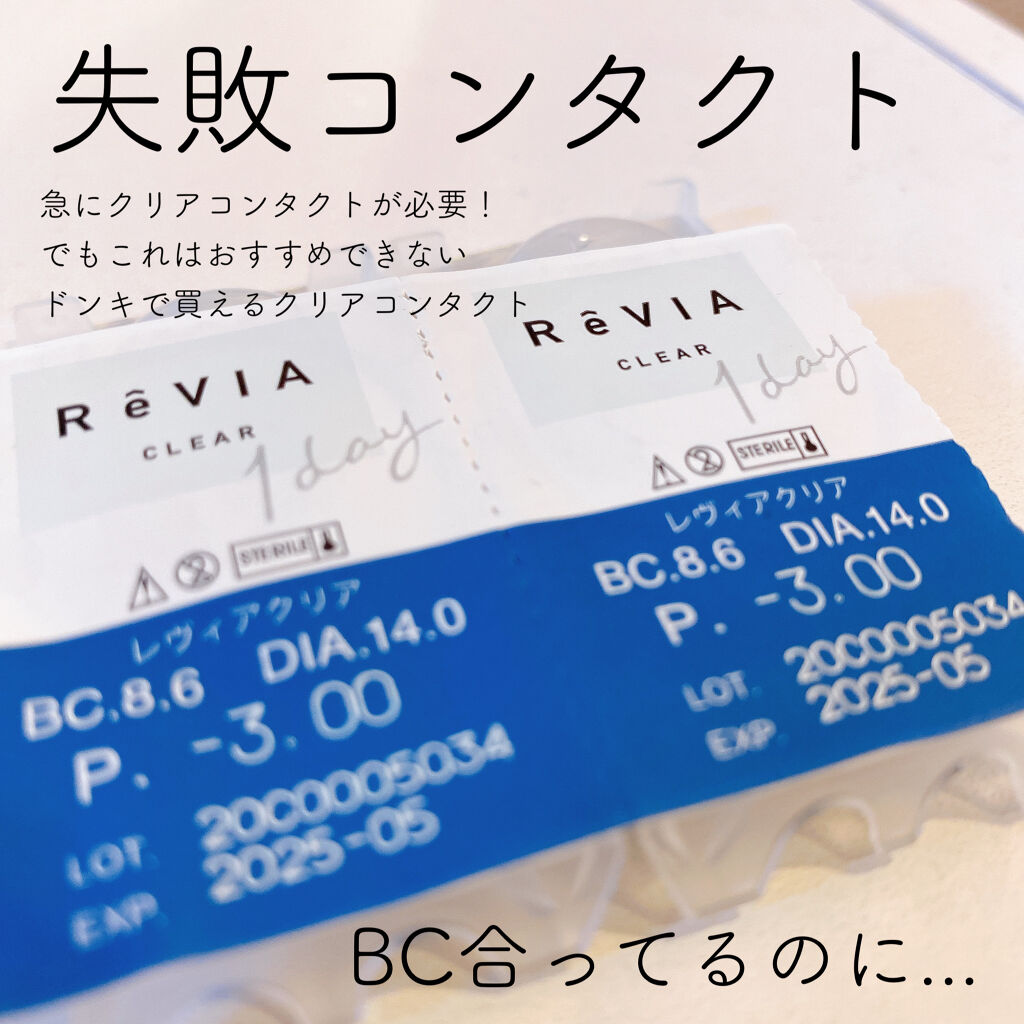 失敗コンタクト
急にクリアコンタクトが必要！
でもこれはおすすめできない
ドンキで買えるクリアコンタクト
RêVIA
CLEAR
1day
STERILE
レヴィアクリア
BC.8.6 DIA.14.0
P. -3.00
LOT. 20C0005034
EXP. 2025-05
RêVIA
CLEAR
1day
STERILE
レヴィアクリア
BC.8.6 DIA.14.0
P. -3.00
LOT. 20C0005034
EXP. 2025-05
BC合ってるのに...